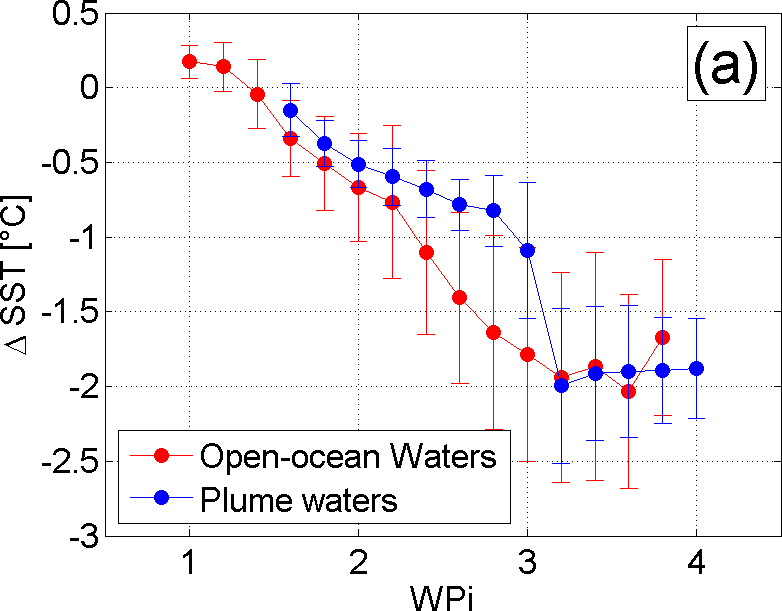 0.5
(a)
0
-0.5
-1
-1.5
-2
-2.5
-3
Δ SST [°C]
Open-ocean Waters
Plume waters
1
2
3
4
WPi